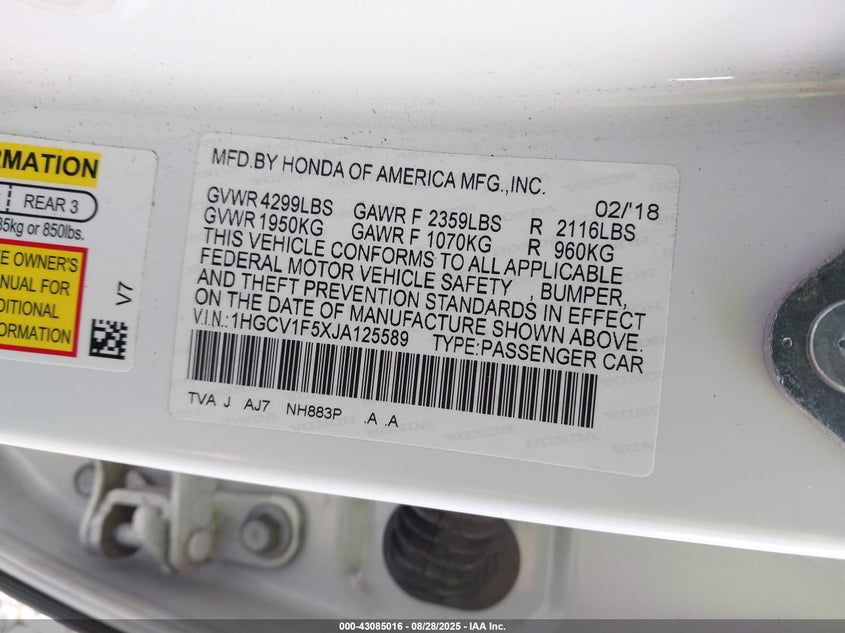 RMATION
REAR 3
85kg or 850lbs.
E OWNER'S
ANUAL FOR
DITIONAL
FORMATION
V7
MFD.BY HONDA OF AMERICA MFG.,INC.
02/'18
GVWR 4299LBS GAWR F 2359LBS R 2116LBS
GVWR 1950KG GAWR F 1070KG R 960KG
THIS VEHICLE CONFORMS TO ALL APPLICABLE
FEDERAL MOTOR VEHICLE SAFETY , BUMPER,
AND THEFT PREVENTION STANDARDS IN EFFECT
ON THE DATE OF MANUFACTURE SHOWN ABOVE.
V.I.N.:1HGCV1F5XJA125589 TYPE:PASSENGER CAR
TVA J AJ7 NH883P .A .A
000-43085016 - 08/28/2025 - IAA Inc.